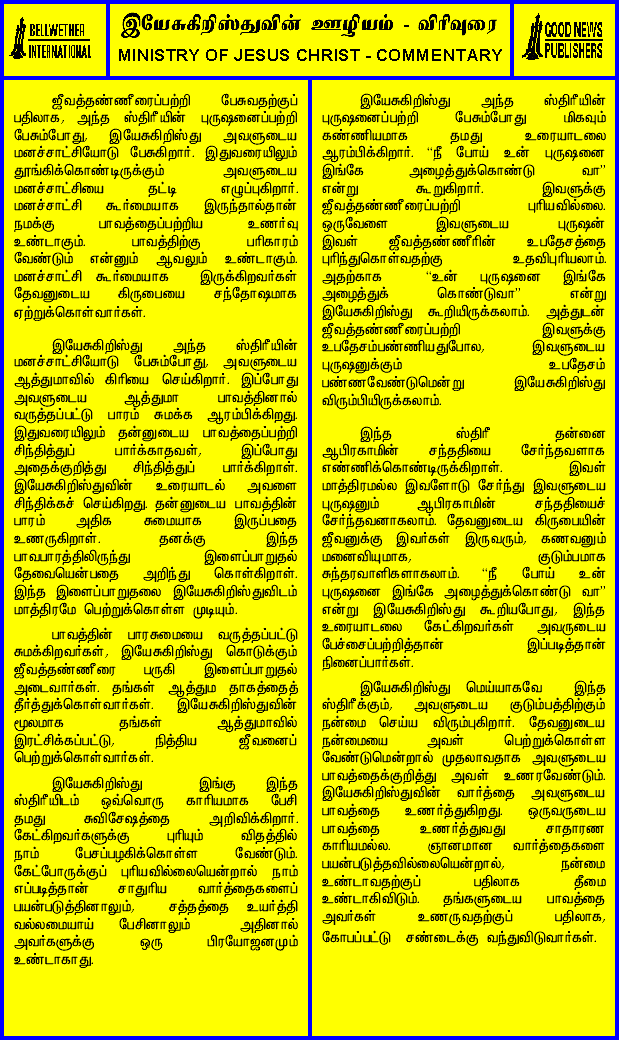 BELLWETHER
INTERNATIONAL
இயேசுகிறிஸ்துவின் ஊழியம் - விரிவுரை
MINISTRY OF JESUS CHRIST - COMMENTARY
GOOD NEWS
PUBLISHERS
ஜீவத்தண்ணீரைப்பற்றி பேசுவதற்குப்
பதிலாக, அந்த ஸ்திரீயின் புருஷனைப்பற்றி
பேசும்போது, இயேசுகிறிஸ்து அவளுடைய
மனச்சாட்சியோடு பேசுகிறார். இதுவரையிலும்
தூங்கிக்கொண்டிருக்கும் அவளுடைய
மனச்சாட்சியை தட்டி எழுப்புகிறார்.
மனச்சாட்சி கூர்மையாக இருந்தால்தான்
நமக்கு பாவத்தைப்பற்றிய உணர்வு
உண்டாகும். பாவத்திற்கு பரிகாரம்
வேண்டும் என்னும் ஆவலும் உண்டாகும்.
மனச்சாட்சி கூர்மையாக இருக்கிறவர்கள்
தேவனுடைய கிருபையை சந்தோஷமாக
ஏற்றுக்கொள்வார்கள்.
இயேசுகிறிஸ்து அந்த ஸ்திரீயின்
மனச்சாட்சியோடு பேசும்போது, அவளுடைய
ஆத்துமாவில் கிரியை செய்கிறார். இப்போது
அவளுடைய ஆத்துமா பாவத்தினால்
வருத்தப்பட்டு பாரம் சுமக்க ஆரம்பிக்கிறது.
இதுவரையிலும் தன்னுடைய பாவத்தைப்பற்றி
சிந்தித்துப் பார்க்காதவள், இப்போது
அதைக்குறித்து சிந்தித்துப் பார்க்கிறாள்.
இயேசுகிறிஸ்துவின் உரையாடல் அவளை
சிந்திக்கச் செய்கிறது. தன்னுடைய பாவத்தின்
பாரம் அதிக சுமையாக இருப்பதை
உணருகிறாள். தனக்கு இந்த
பாவபாரத்திலிருந்து இளைப்பாறுதல்
தேவையென்பதை அறிந்து கொள்கிறாள்.
இந்த இளைப்பாறுதலை இயேசுகிறிஸ்துவிடம்
மாத்திரமே பெற்றுக்கொள்ள முடியும்.
பாவத்தின் பாரசுமையை வருத்தப்பட்டு
சுமக்கிறவர்கள், இயேசுகிறிஸ்து கொடுக்கும்
ஜீவத்தண்ணீரை பருகி இளைப்பாறுதல்
அடைவார்கள். தங்கள் ஆத்தும தாகத்தைத்
தீர்த்துக்கொள்வார்கள். இயேசுகிறிஸ்துவின்
மூலமாக தங்கள் ஆத்துமாவில்
இரட்சிக்கப்பட்டு, நித்திய ஜீவனைப்
பெற்றுக்கொள்வார்கள்.
இயேசுகிறிஸ்து இங்கு இந்த
ஸ்திரீயிடம் ஒவ்வொரு காரியமாக பேசி
தமது சுவிசேஷத்தை அறிவிக்கிறார்.
கேட்கிறவர்களுக்கு புரியும் விதத்தில்
நாம் பேசப்பழகிக்கொள்ள வேண்டும்.
கேட்போருக்குப் புரியவில்லையென்றால் நாம்
எப்படித்தான் சாதுரிய வார்த்தைகளைப்
பயன்படுத்தினாலும், சத்தத்தை உயர்த்தி
வல்லமையாய் பேசினாலும் அதினால்
அவர்களுக்கு ஒரு பிரயோஜனமும்
உண்டாகாது.
இயேசுகிறிஸ்து அந்த ஸ்திரீயின்
புருஷனைப்பற்றி பேசும்போது மிகவும்
கண்ணியமாக தமது உரையாடலை
ஆரம்பிக்கிறார். “நீ போய் உன் புருஷனை
இங்கே அழைத்துக்கொண்டு வா”
என்று கூறுகிறார். இவளுக்கு
ஜீவத்தண்ணீரைப்பற்றி புரியவில்லை.
ஒருவேளை இவளுடைய புருஷன்
இவள் ஜீவத்தண்ணீரின் உபதேசத்தை
புரிந்துகொள்வதற்கு உதவிபுரியலாம்.
அதற்காக “உன் புருஷனை இங்கே
அழைத்துக் கொண்டுவா” என்று
இயேசுகிறிஸ்து கூறியிருக்கலாம். அத்துடன்
ஜீவத்தண்ணீரைப்பற்றி இவளுக்கு
உபதேசம்பண்ணியதுபோல, இவளுடைய
புருஷனுக்கும் உபதேசம்
பண்ணவேண்டுமென்று இயேசுகிறிஸ்து
விரும்பியிருக்கலாம்.
இந்த ஸ்திரீ தன்னை
ஆபிரகாமின் சந்ததியை சேர்ந்தவளாக
எண்ணிக்கொண்டிருக்கிறாள். இவள்
மாத்திரமல்ல இவளோடு சேர்ந்து இவளுடைய
புருஷனும் ஆபிரகாமின் சந்ததியைச்
சேர்ந்தவனாகலாம். தேவனுடைய கிருபையின்
ஜீவனுக்கு இவர்கள் இருவரும், கணவனும்
மனைவியுமாக, குடும்பமாக
சுந்தரவாளிகளாகலாம். “நீ போய் உன்
புருஷனை இங்கே அழைத்துக்கொண்டு வா”
என்று இயேசுகிறிஸ்து கூறியபோது, இந்த
உரையாடலை கேட்கிறவர்கள் அவருடைய
பேச்சைப்பற்றித்தான் இப்படித்தான்
நினைப்பார்கள்.
இயேசுகிறிஸ்து மெய்யாகவே இந்த
ஸ்திரீக்கும், அவளுடைய குடும்பத்திற்கும்
நன்மை செய்ய விரும்புகிறார். தேவனுடைய
நன்மையை அவள் பெற்றுக்கொள்ள
வேண்டுமென்றால் முதலாவதாக அவளுடைய
பாவத்தைக்குறித்து அவள் உணரவேண்டும்.
இயேசுகிறிஸ்துவின் வார்த்தை அவளுடைய
பாவத்தை உணர்த்துகிறது. ஒருவருடைய
பாவத்தை உணர்த்துவது சாதாரண
காரியமல்ல. ஞானமான வார்த்தைகளை
பயன்படுத்தவில்லையென்றால், நன்மை
உண்டாவதற்குப் பதிலாக தீமை
உண்டாகிவிடும். தங்களுடைய பாவத்தை
அவர்கள் உணருவதற்குப் பதிலாக,
கோபப்பட்டு சண்டைக்கு வந்துவிடுவார்கள்.